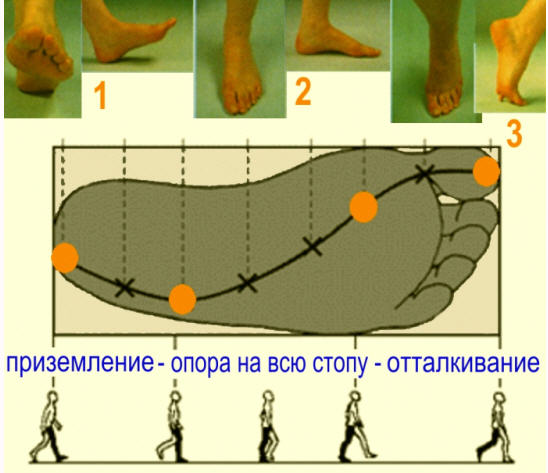 1
2
3
приземление - опора на всю стопу - отталкивание